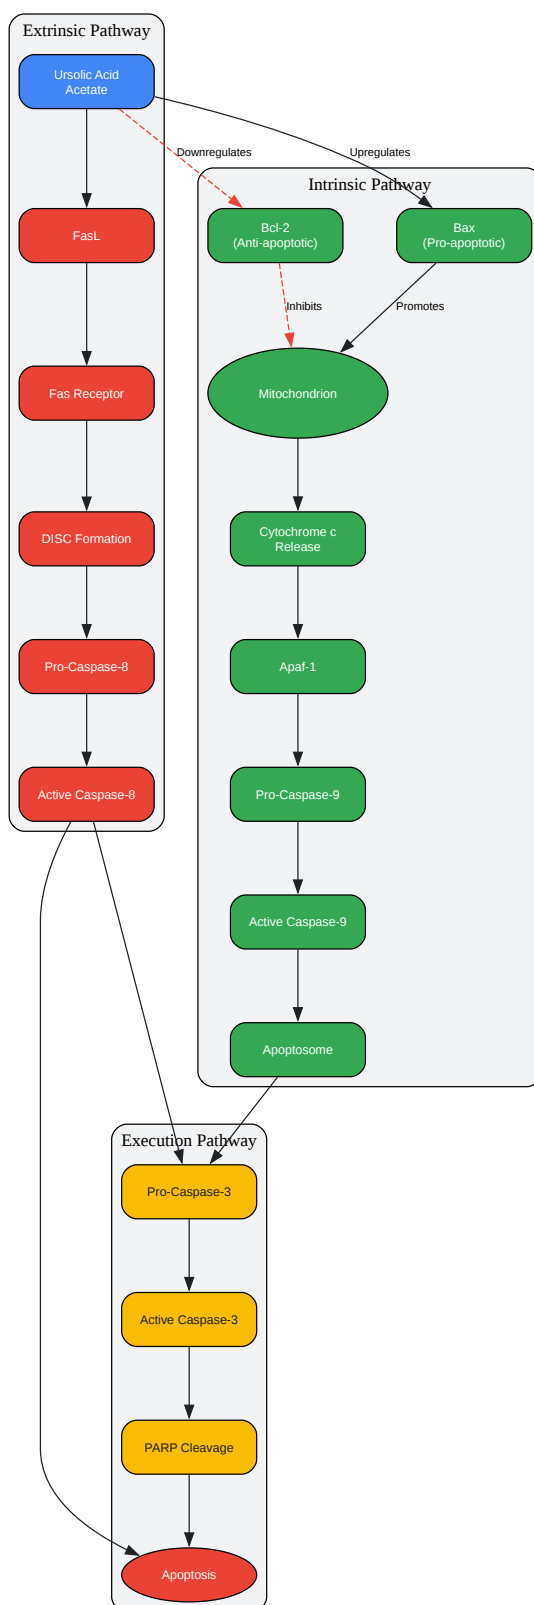 Extrinsic Pathway
Ursolic Acid
Acetate
Downregulates
Upregulates
Intrinsic Pathway
FasL
Bcl-2
(Anti-apoptotic)
Bax
(Pro-apoptotic)
Inhibits
Promotes
Fas Receptor
Mitochondrion
DISC Formation
Cytochrome c
Release
Pro-Caspase-8
Apaf-1
Active Caspase-8
Pro-Caspase-9
Active Caspase-9
Apoptosome
Execution Pathway
Pro-Caspase-3
Active Caspase-3
PARP Cleavage
Apoptosis